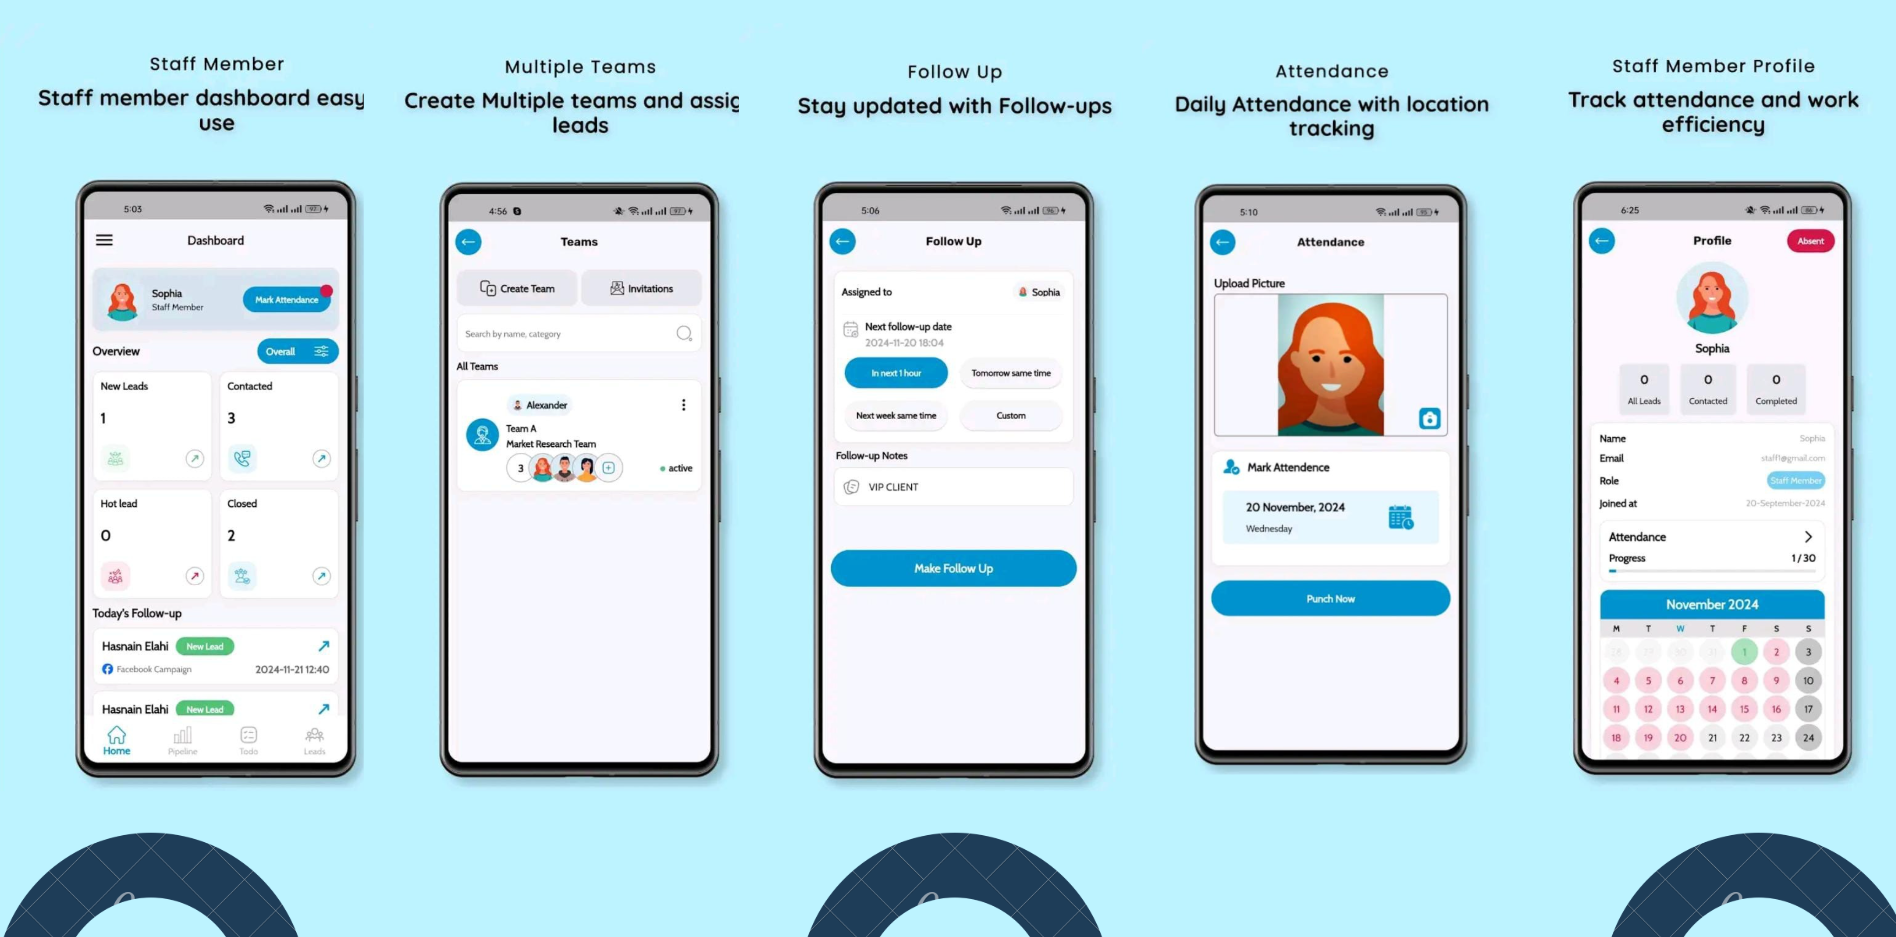 Staff Member
Staff member dashboard easy
use
5:03
97
Dashboard
Sophia
Staff Member
Mark Attendance
Overview
Overall
New Leads
1
Contacted
3
Hot lead
0
Closed
2
Today's Follow-up
Hasnain Elahi New Lead
Facebook Campaign 2024-11-21 12:40
Hasnain Elahi New Lead
Home Pipeline Todo Leads
Multiple Teams
Create Multiple teams and assig
leads
4:56
97
Teams
Create Team Invitations
Search by name, category
All Teams
Alexander
Team A
Market Research Team
3
active
Follow Up
Stay updated with Follow-ups
5:06
96
Follow Up
Assigned to Sophia
Next follow-up date
2024-11-20 18:04
In next 1 hour Tomorrow same time
Next week same time Custom
Follow-up Notes
VIP CLIENT
Make Follow Up
Attendance
Daily Attendance with location
tracking
5:10
Attendance
Upload Picture
Mark Attendence
20 November, 2024
Wednesday
Punch Now
Staff Member Profile
Track attendance and work
efficiency
6:25
Profile
Absent
Sophia
0 0 0
All Leads Contacted Completed
Name Sophia
Email staff1@gmail.com
Role Staff Member
Joined at 20-September-2024
Attendance
Progress 1/30
November 2024
M T W T F S S
28 29 30 31 1 2 3
4 5 6 7 8 9 10
11 12 13 14 15 16 17
18 19 20 21 22 23 24